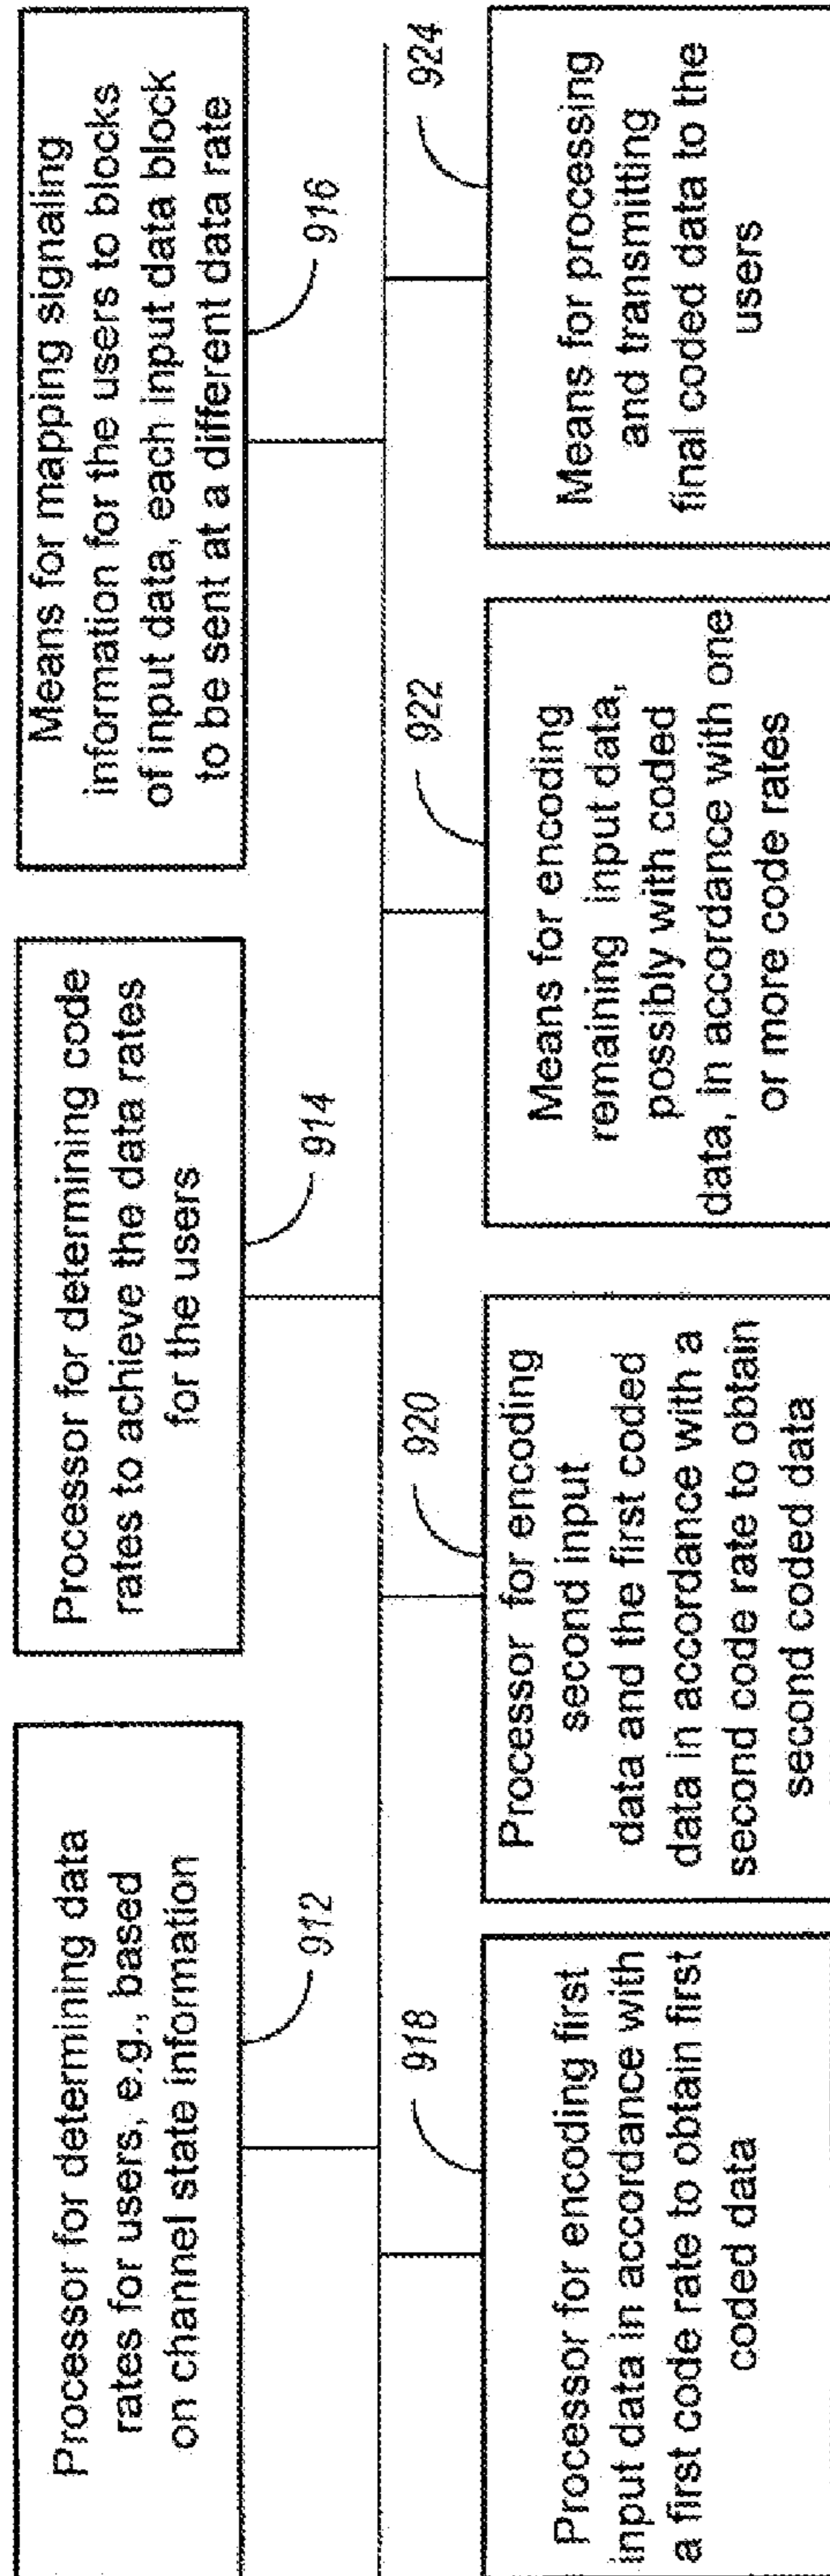 Processor for determining data
rates for users, e.g., based
on channel state information
912
Processor for determining code
rates to achieve the data rates
for the users
914
Means for mapping signaling
information for the users to blocks
of input data, each input data block
to be sent at a different data rate
916
918
Processor for encoding first
input data in accordance with
a first code rate to obtain first
coded data
920
Processor for encoding
second input
data and the first coded
data in accordance with a
second code rate to obtain
second coded data
922
Means for encoding
remaining input data,
possibly with coded
data, in accordance with one
or more code rates
924
Means for processing
and transmitting
final coded data to the
users